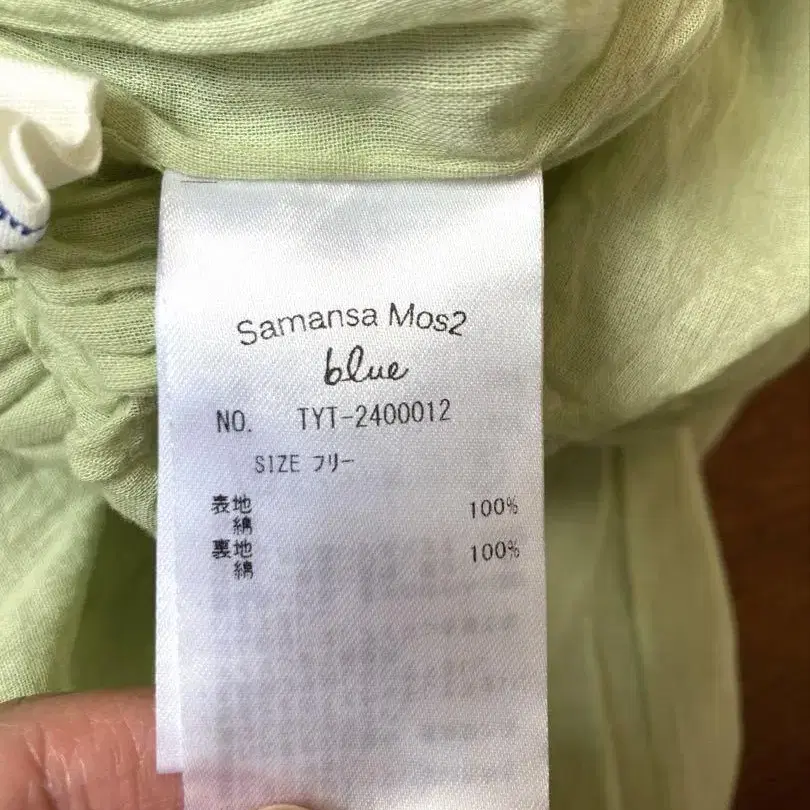 Samansa Mos2
blue
NO. TYT-2400012
SIZE フリー
表地
綿 100%
裏地
綿 100%